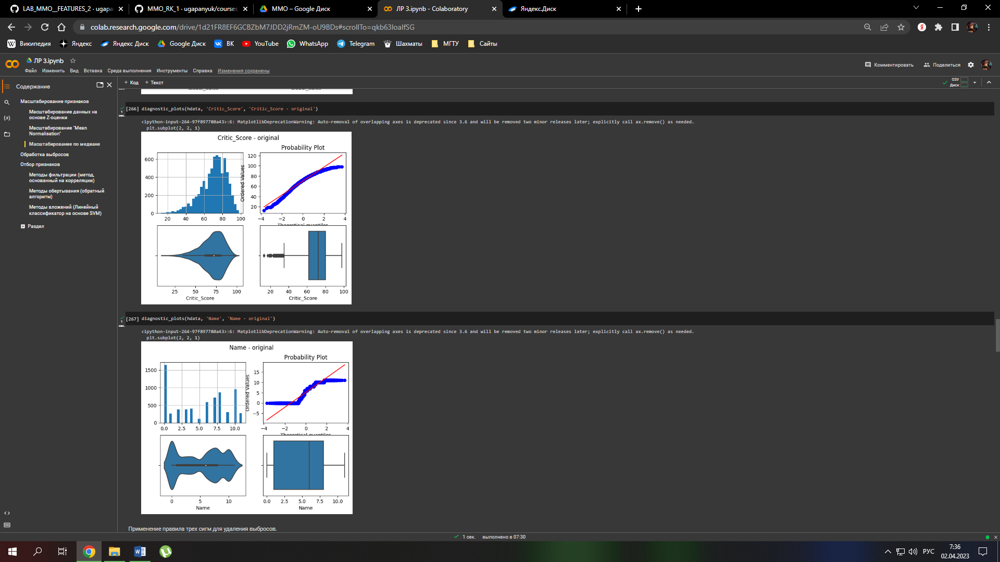 LAB_MMO__FEATURES_2 · ugapa
MMO_RK_1 · ugapanyuk/courses
MMO – Google Диск
ЛР 3.ipynb - Colaboratory
Яндекс.Диск
colab.research.google.com/drive/1d21FR8EF6GCBZbM7JDD2jRmZM-oU9BDs#scrollTo=qkb63IoaIfSG
Википедия Яндекс Яндекс Диск Google Диск ВК YouTube WhatsApp Telegram Шахматы МГТУ Сайты
ЛР 3.ipynb
Файл Изменить Вид Вставка Среда выполнения Инструменты Справка Изменения сохранены
Комментировать Поделиться
Содержание
+ Код + Текст
ОЗУ
Диск
Масштабирование признаков
Масштабирование данных на
основе Z-оценки
Масштабирование "Mean
Normalisation"
Масштабирование по медиане
Обработка выбросов
Отбор признаков
Методы фильтрации (метод,
основанный на корреляции)
Методы обертывания (обратный
алгоритм)
Методы вложений (Линейный
классификатор на основе SVM)
Раздел
[266] diagnostic_plots(hdata, 'Critic_Score', 'Critic_Score - original')
1
сек.
<ipython-input-264-97f897780a43>:6: MatplotlibDeprecationWarning: Auto-removal of overlapping axes is deprecated since 3.6 and will be removed two minor releases later; explicitly call ax.remove() as needed.
plt.subplot(2, 2, 1)
Critic_Score - original
Probability Plot
600
400
200
0
20 40 60 80 100
Ordered Values
120
100
80
60
40
20
−4 −2 0 2 4
Theoretical quantiles
25 50 75 100
Critic_Score
20 40 60 80 100
Critic_Score
[267] diagnostic_plots(hdata, 'Name', 'Name - original')
1
сек.
<ipython-input-264-97f897780a43>:6: MatplotlibDeprecationWarning: Auto-removal of overlapping axes is deprecated since 3.6 and will be removed two minor releases later; explicitly call ax.remove() as needed.
plt.subplot(2, 2, 1)
Name - original
Probability Plot
1500
1000
500
0
0.0 2.5 5.0 7.5 10.0
Ordered Values
15
10
5
0
−5
−4 −2 0 2 4
Theoretical quantiles
0 5 10
Name
0.0 2.5 5.0 7.5 10.0
Name
Применение правила трех сигм для удаления выбросов.
1 сек. выполнено в 07:30
РУС
7:36
02.04.2023